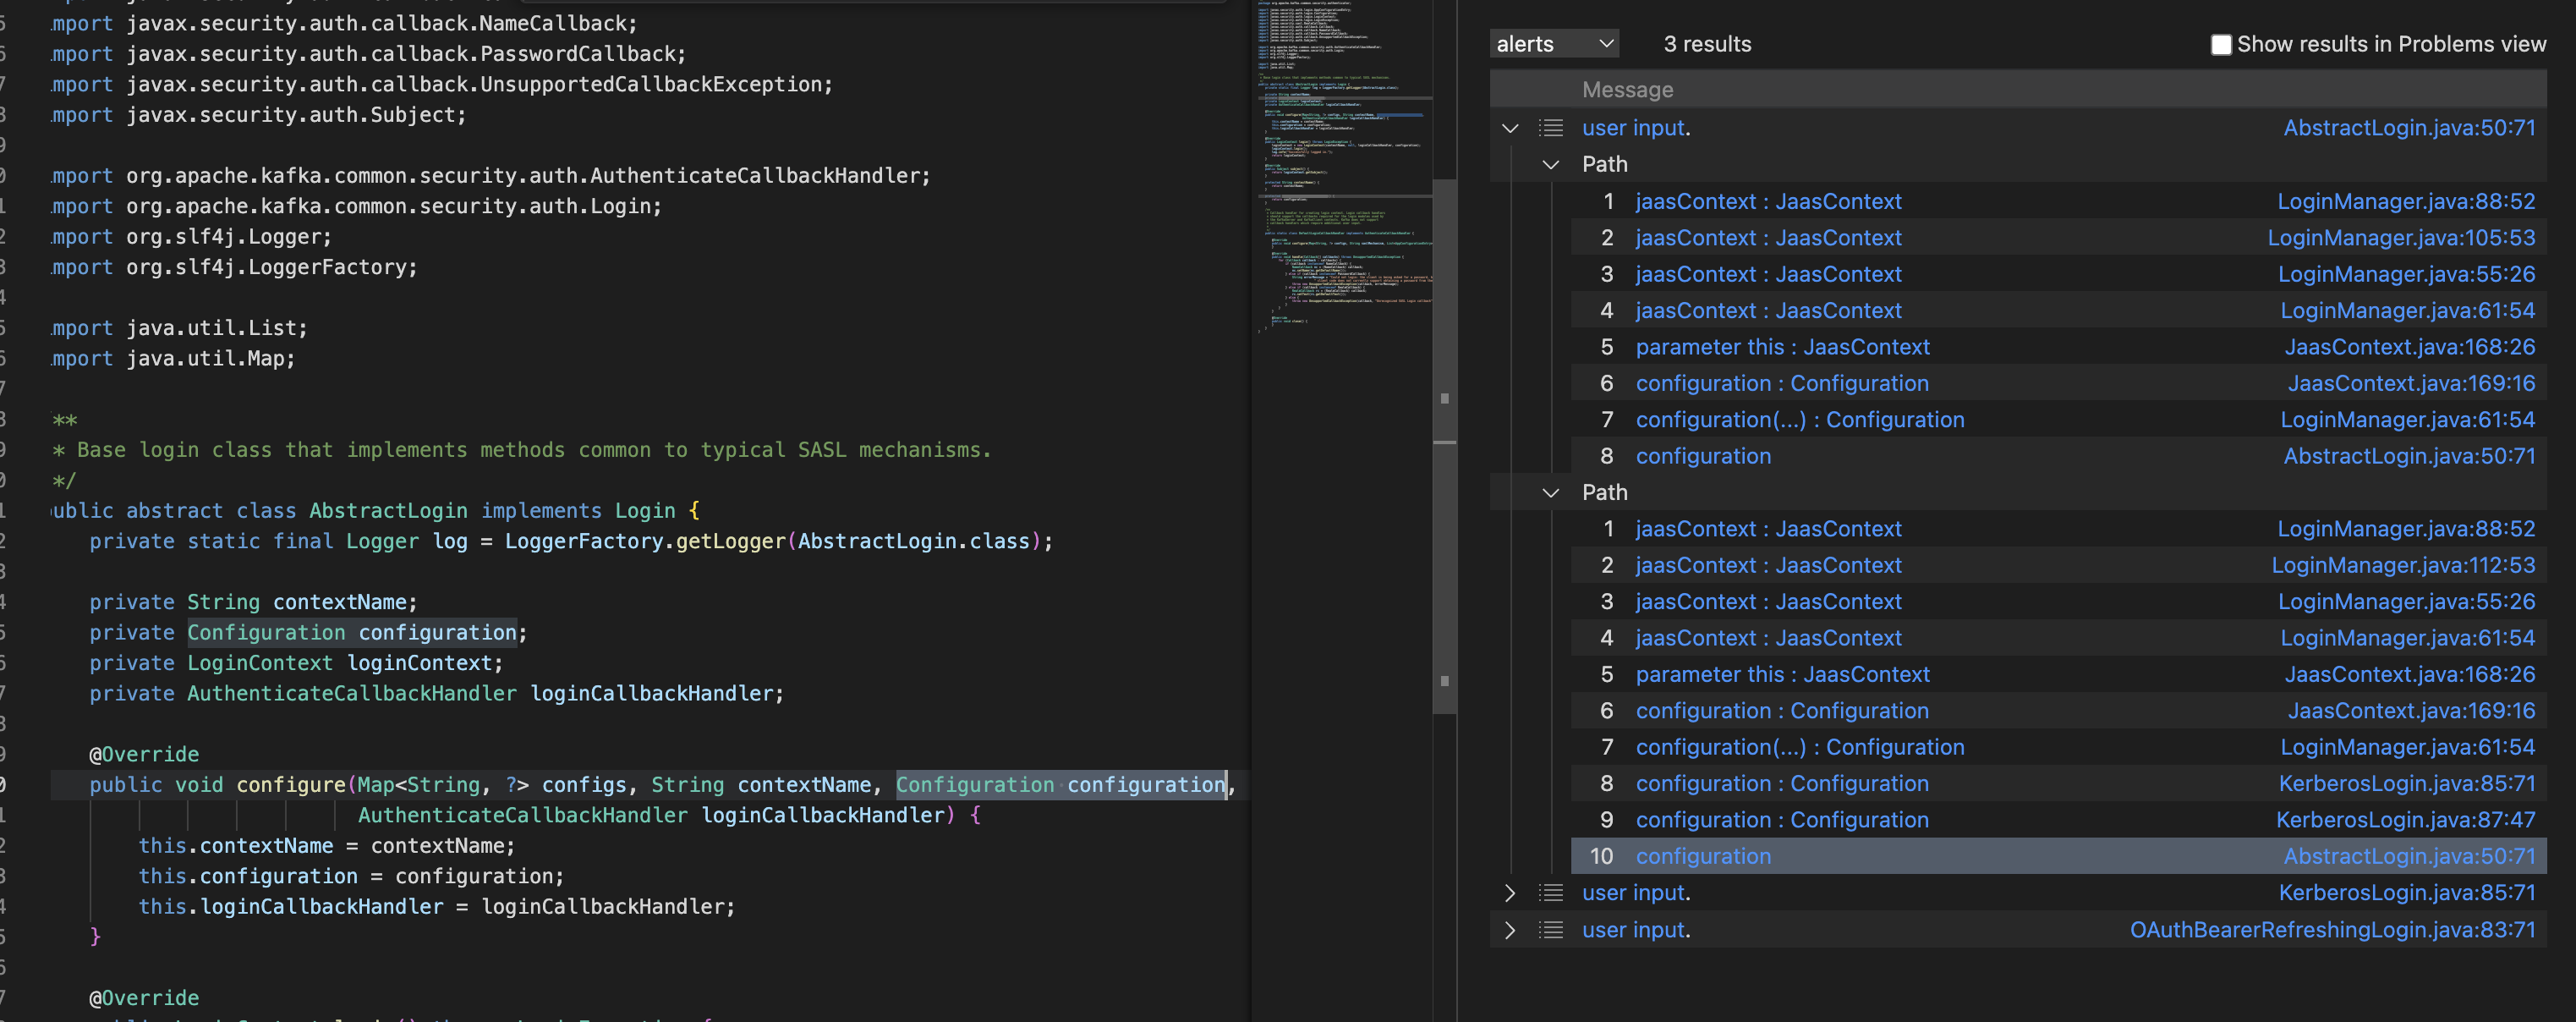 import javax.security.auth.callback.NameCallback;
import javax.security.auth.callback.PasswordCallback;
import javax.security.auth.callback.UnsupportedCallbackException;
import javax.security.auth.Subject;
import org.apache.kafka.common.security.auth.AuthenticateCallbackHandler;
import org.apache.kafka.common.security.auth.Login;
import org.slf4j.Logger;
import org.slf4j.LoggerFactory;
import java.util.List;
import java.util.Map;
**
* Base login class that implements methods common to typical SASL mechanisms.
*/
public abstract class AbstractLogin implements Login {
private static final Logger log = LoggerFactory.getLogger(AbstractLogin.class);
private String contextName;
private Configuration configuration;
private LoginContext loginContext;
private AuthenticateCallbackHandler loginCallbackHandler;
@Override
public void configure(Map<String, ?> configs, String contextName, Configuration configuration,
AuthenticateCallbackHandler loginCallbackHandler) {
this.contextName = contextName;
this.configuration = configuration;
this.loginCallbackHandler = loginCallbackHandler;
}
@Override
alerts 3 results Show results in Problems view
Message
user input. AbstractLogin.java:50:71
Path
1 jaasContext : JaasContext LoginManager.java:88:52
2 jaasContext : JaasContext LoginManager.java:105:53
3 jaasContext : JaasContext LoginManager.java:55:26
4 jaasContext : JaasContext LoginManager.java:61:54
5 parameter this : JaasContext JaasContext.java:168:26
6 configuration : Configuration JaasContext.java:169:16
7 configuration(...) : Configuration LoginManager.java:61:54
8 configuration AbstractLogin.java:50:71
Path
1 jaasContext : JaasContext LoginManager.java:88:52
2 jaasContext : JaasContext LoginManager.java:112:53
3 jaasContext : JaasContext LoginManager.java:55:26
4 jaasContext : JaasContext LoginManager.java:61:54
5 parameter this : JaasContext JaasContext.java:168:26
6 configuration : Configuration JaasContext.java:169:16
7 configuration(...) : Configuration LoginManager.java:61:54
8 configuration : Configuration KerberosLogin.java:85:71
9 configuration : Configuration KerberosLogin.java:87:47
10 configuration AbstractLogin.java:50:71
user input. KerberosLogin.java:85:71
user input. OAuthBearerRefreshingLogin.java:83:71